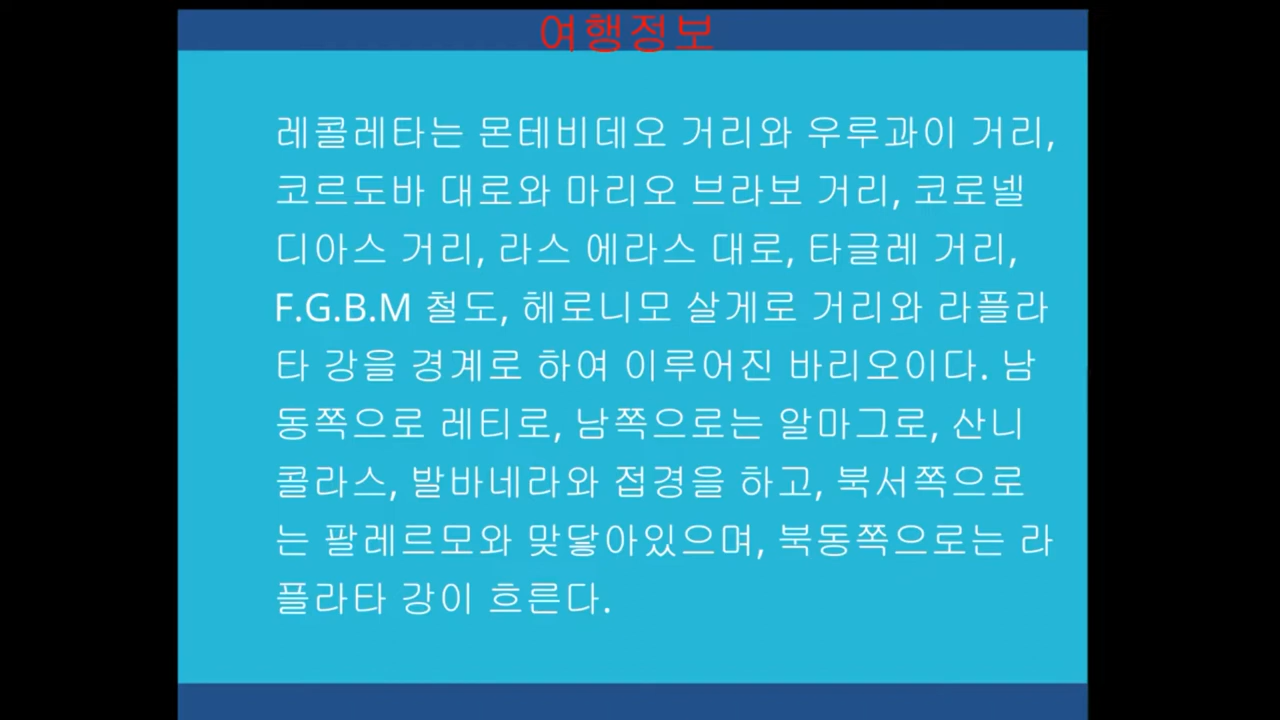 여행정보
레콜레타는 몬테비데오 거리와 우루과이 거리,
코르도바 대로와 마리오 브라보 거리, 코로넬
디아스 거리, 라스 에라스 대로, 타글레 거리,
F.G.B.M 철도, 헤로니모 살게로 거리와 라플라
타 강을 경계로 하여 이루어진 바리오이다. 남
동쪽으로 레티로, 남쪽으로는 알마그로, 산니
콜라스, 발바네라와 접경을 하고, 북서쪽으로
는 팔레르모와 맞닿아있으며, 북동쪽으로는 라
플라타 강이 흐른다.